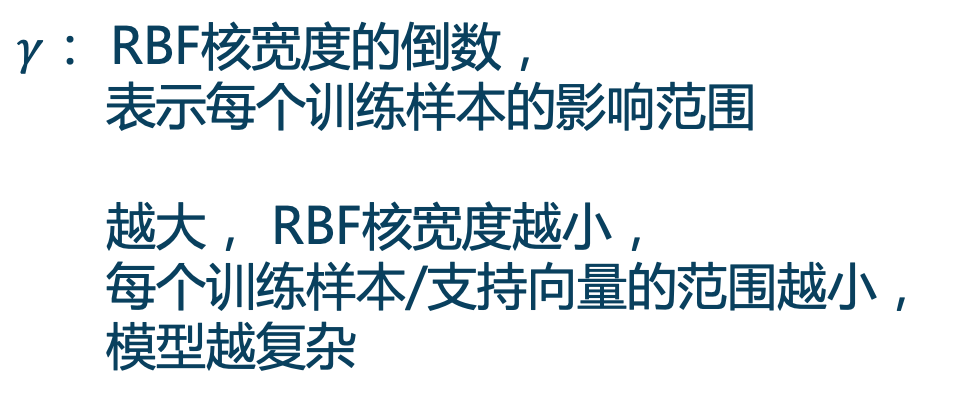 γ： RBF核宽度的倒数，
表示每个训练样本的影响范围
越大， RBF核宽度越小，
每个训练样本/支持向量的范围越小，
模型越复杂